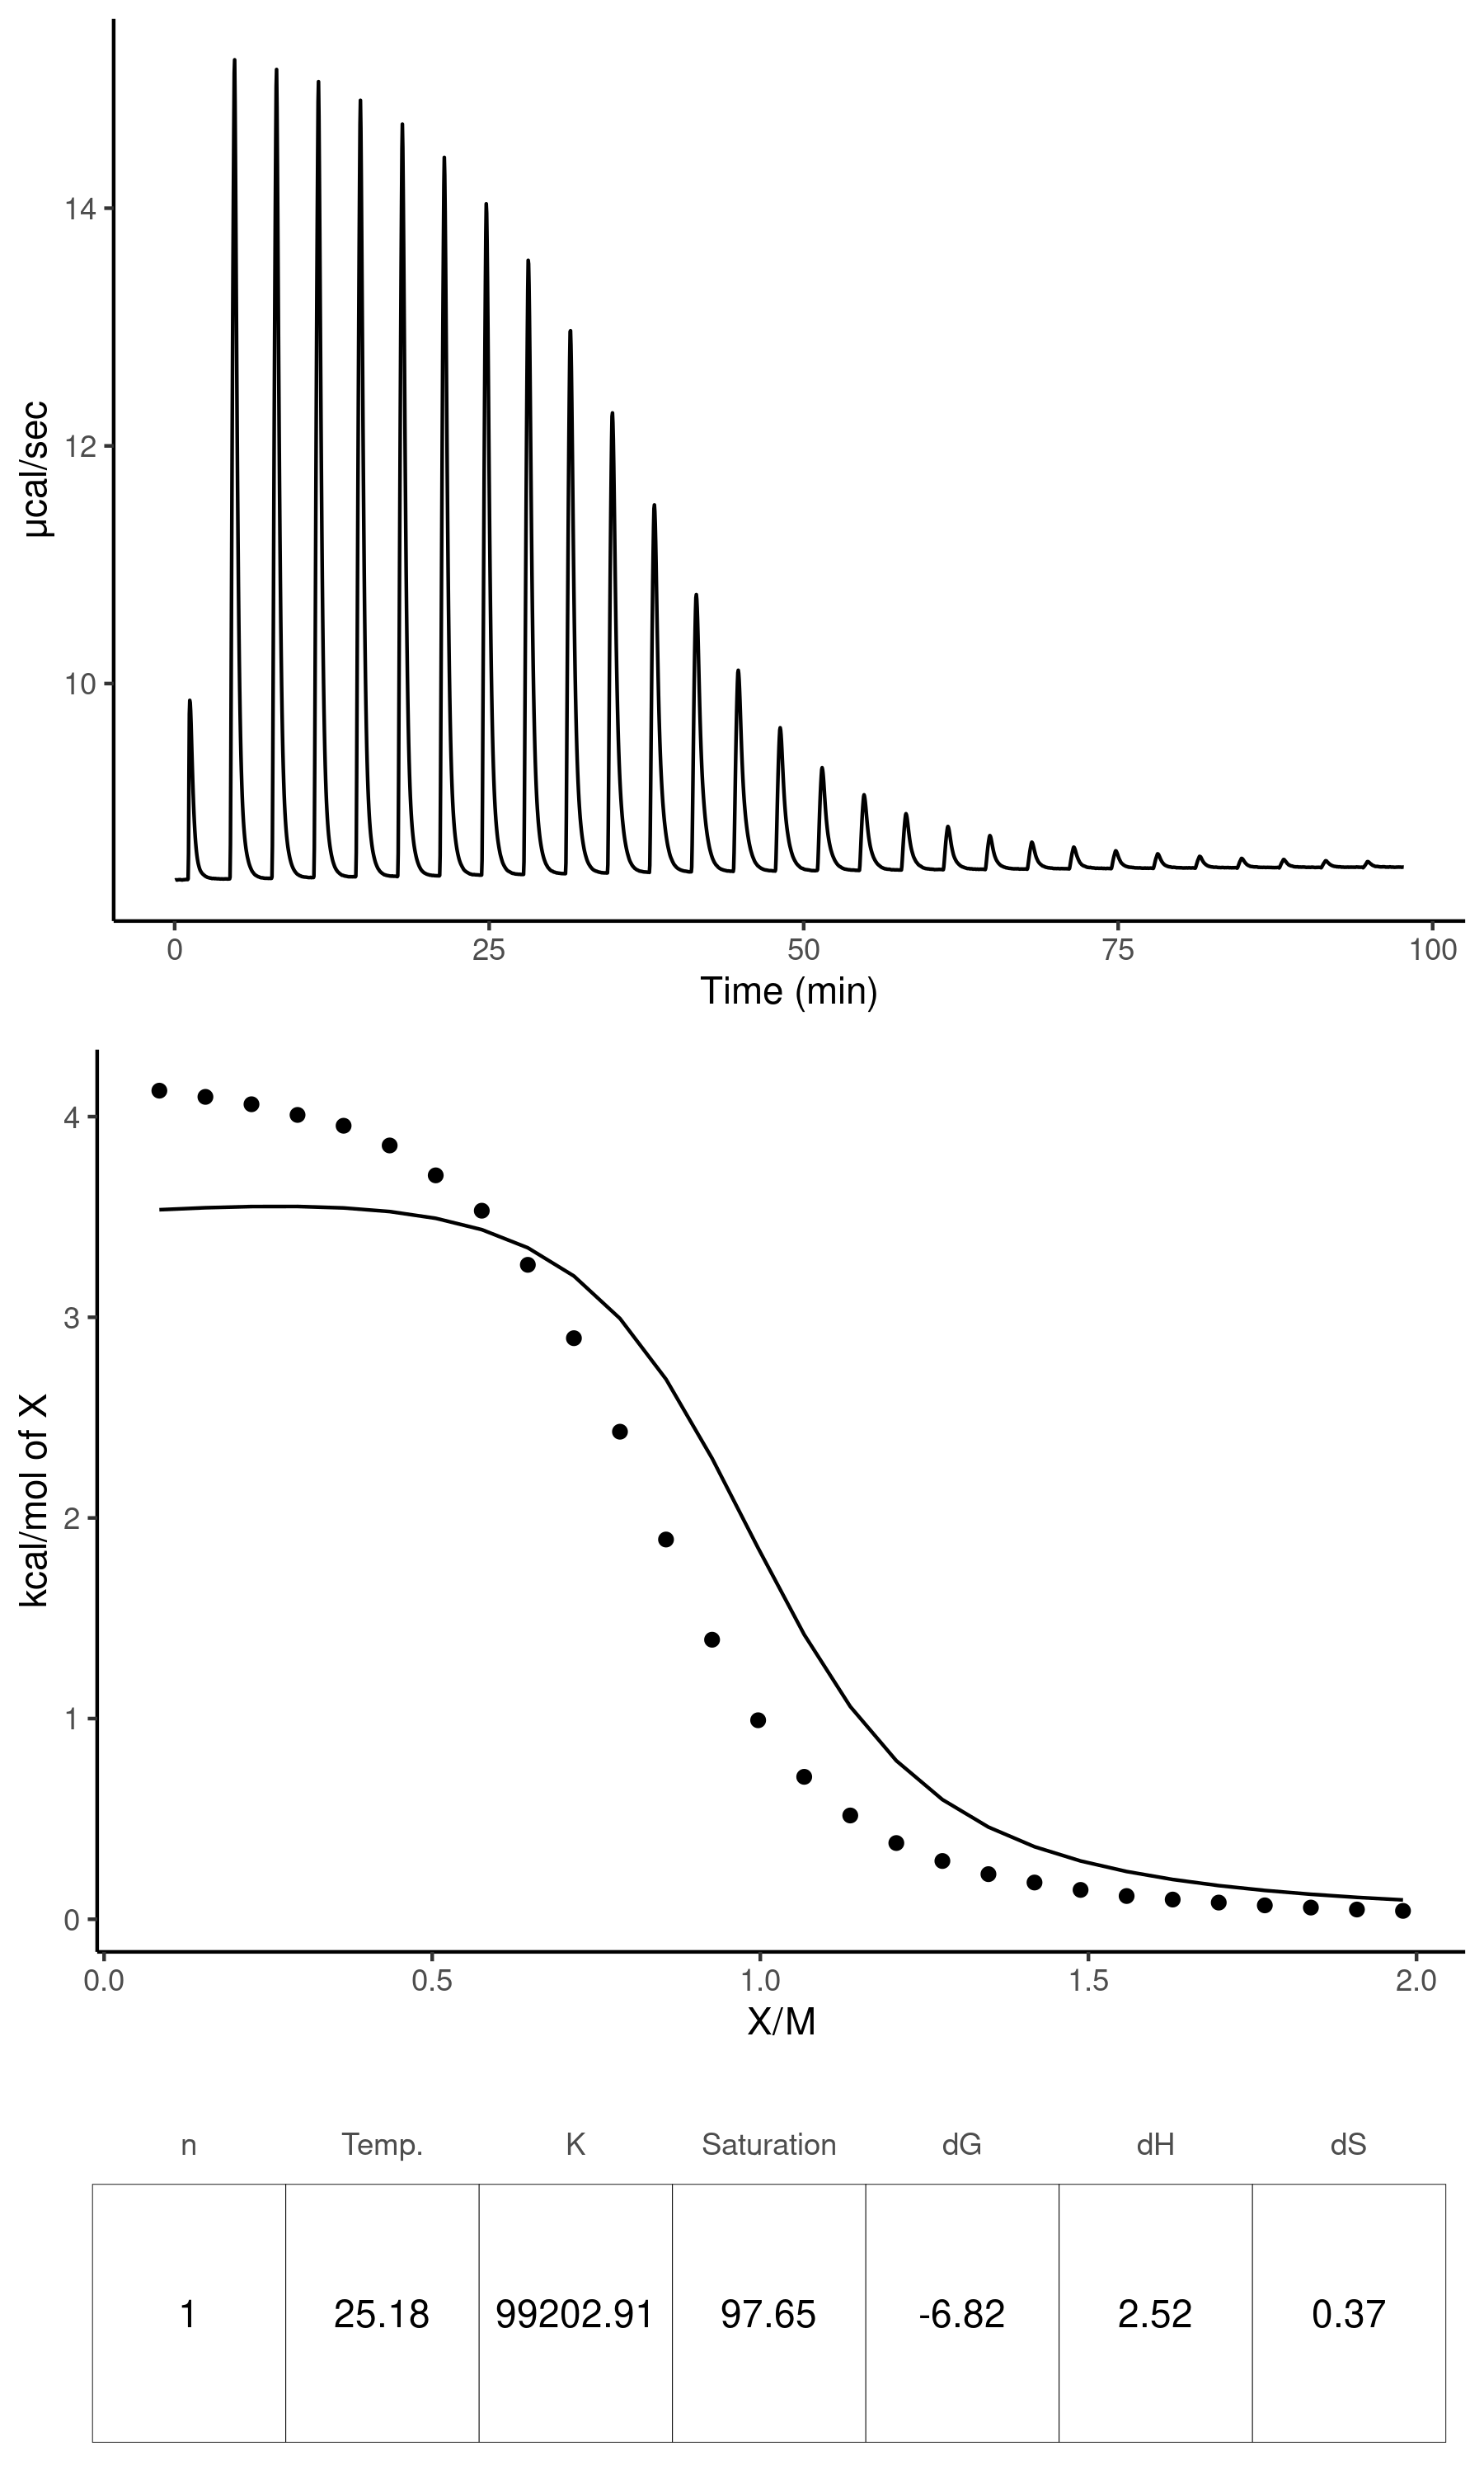 14
12
10
µcal/sec
0 25 50 75 100
Time (min)
4
3
2
1
0
kcal/mol of X
0.0 0.5 1.0 1.5 2.0
X/M
n Temp. K Saturation dG dH dS
1 25.18 99202.91 97.65 -6.82 2.52 0.37